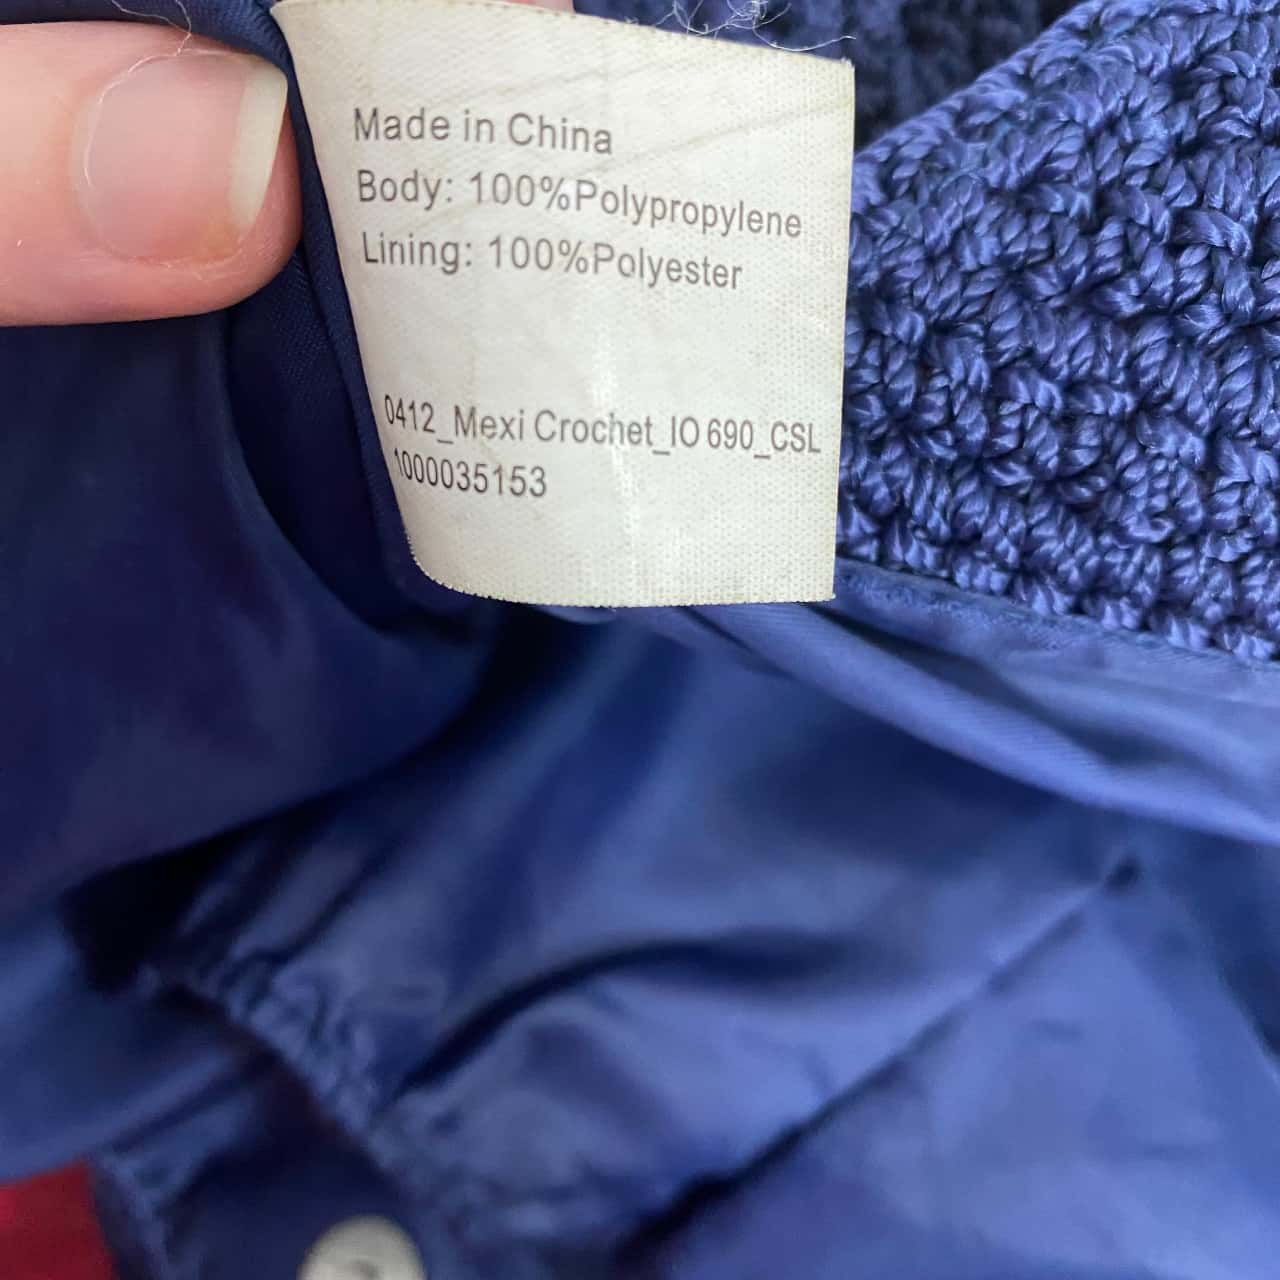 Made in China
Body: 100%Polypropylene
Lining: 100%Polyester
0412_Mexi Crochet_IO 690_CSL
1000035153